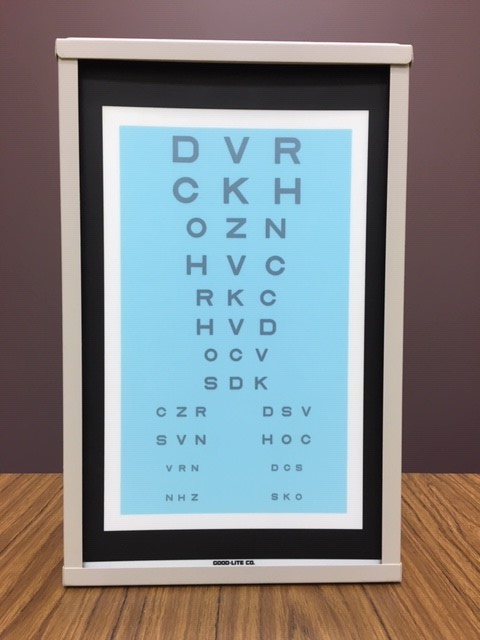 D V R
C K H
O Z N
H V C
R K C
H V D
O C V
S D K
C Z R D S V
S V N H O C
V R N D C S
N H Z S K O
GOOD-LITE CO.